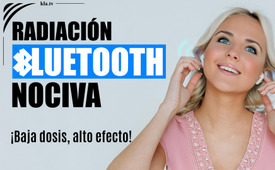 kla.tv
RADIACIÓN
BLUETOOTH
NOCIVA
¡Baja dosis, alto efecto!